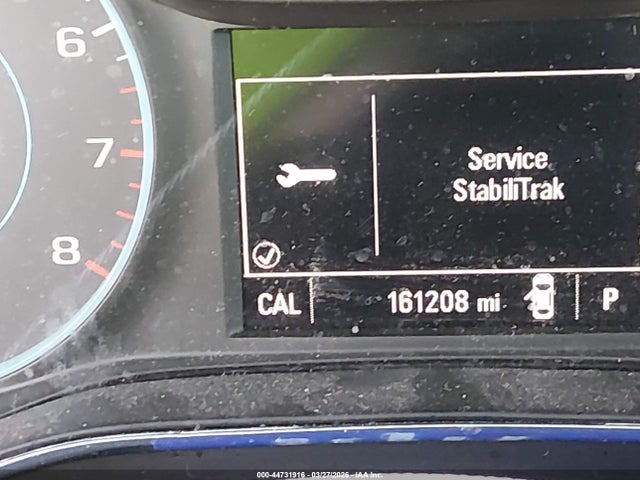 6
7
8
Service
StabiliTrak
CAL 161208 mi P
000-44731916 - 03/27/2026 - IAA Inc.